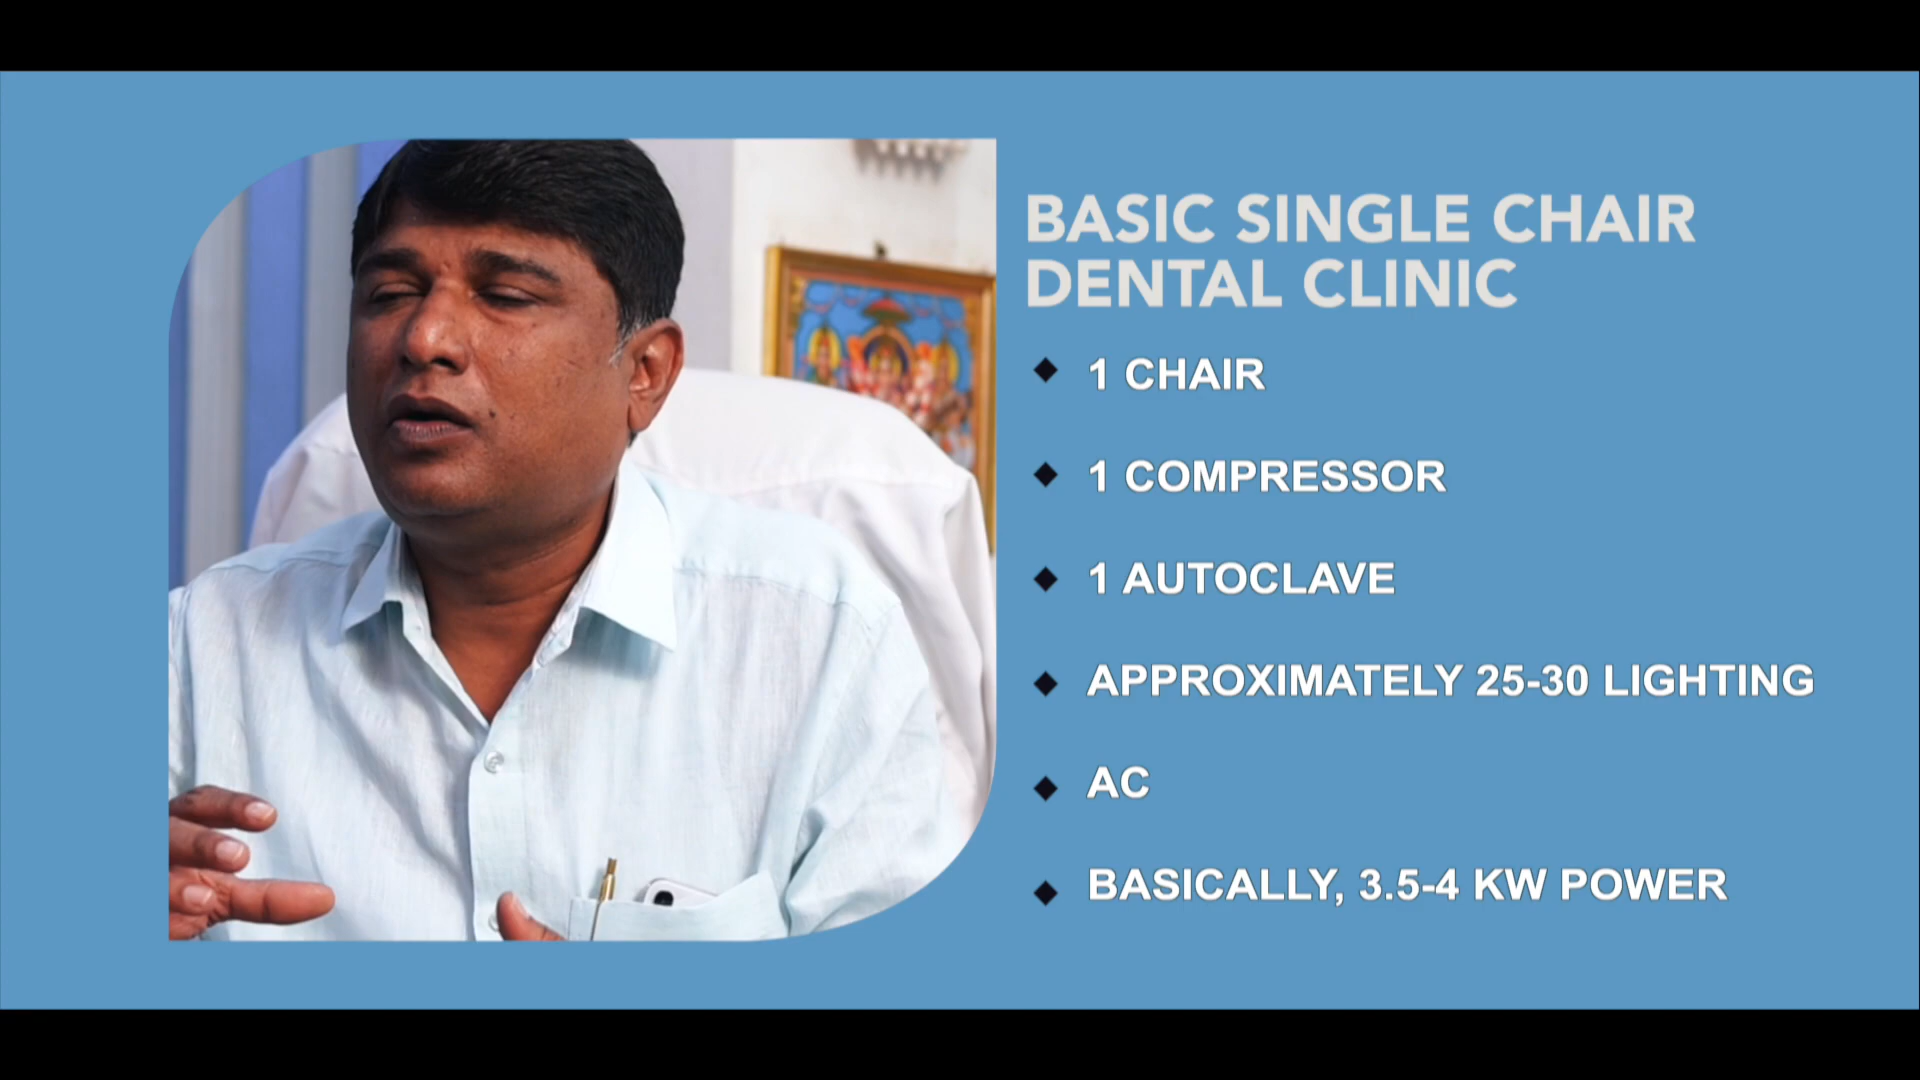 BASIC SINGLE CHAIR
DENTAL CLINIC
1 CHAIR
1 COMPRESSOR
1 AUTOCLAVE
APPROXIMATELY 25-30 LIGHTING
AC
BASICALLY, 3.5-4 KW POWER